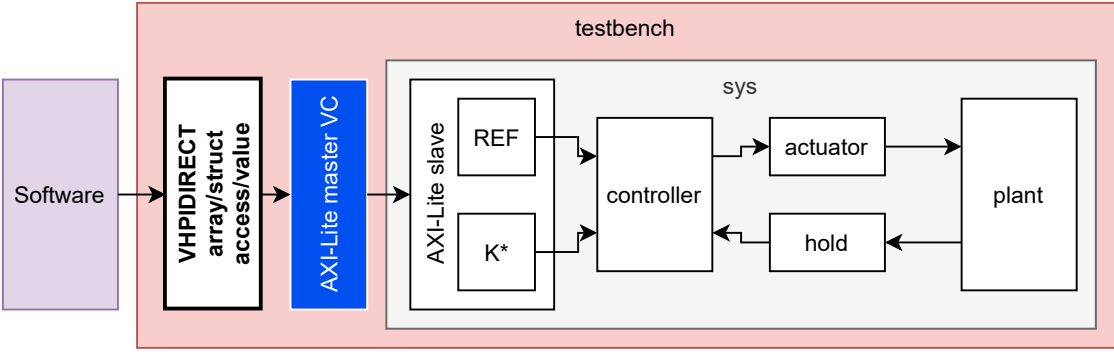 testbench
sys
Software
VHPIDIRECT
array/struct
access/value
AXI-Lite master VC
AXI-Lite slave
REF
K*
controller
actuator
hold
plant